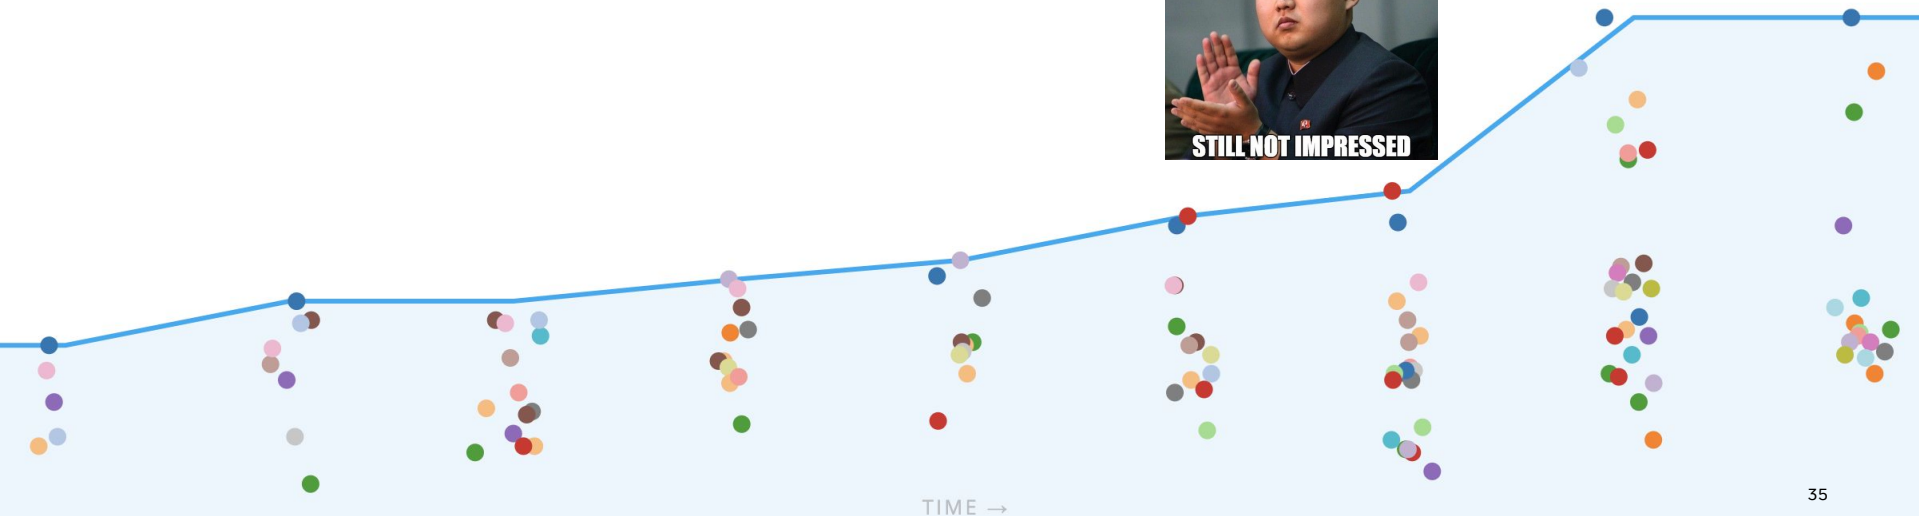 STILL NOT IMPRESSED
35
TIME →